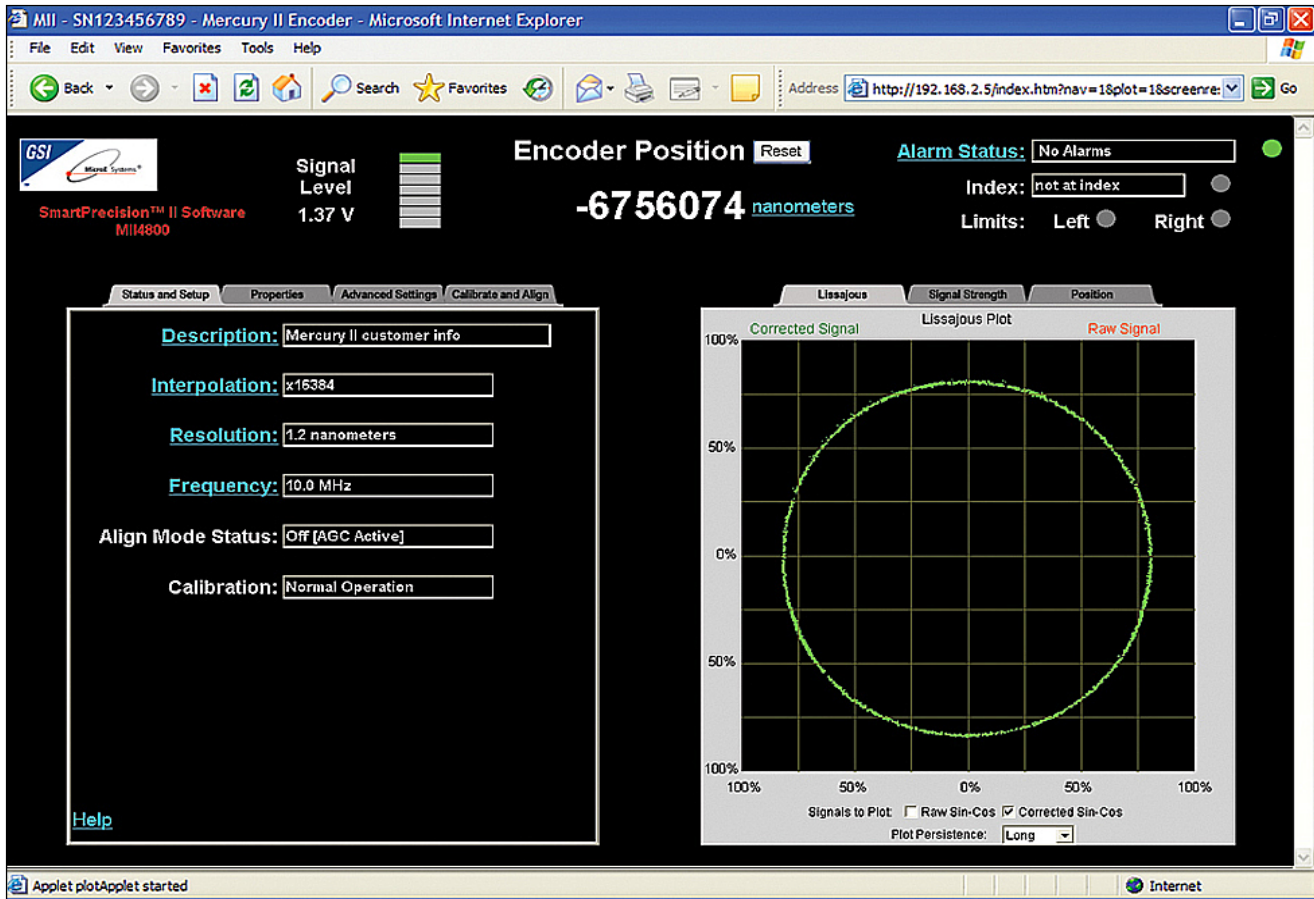 MII - SN123456789 - Mercury II Encoder - Microsoft Internet Explorer
File Edit View Favorites Tools Help
Back Search Favorites Address http://192.168.2.5/index.htm?nav=1&plot=1&screenre: Go
GSI
MicroE Systems
SmartPrecision™ II Software
MII4800
Signal
Level
1.37 V
Encoder Position Reset
-6756074 nanometers
Alarm Status: No Alarms
Index: not at index
Limits: Left Right
Status and Setup Properties Advanced Settings Calibrate and Align
Description: Mercury II customer info
Interpolation: x16384
Resolution: 1.2 nanometers
Frequency: 10.0 MHz
Align Mode Status: Off [AGC Active]
Calibration: Normal Operation
Help
Lissajous Signal Strength Position
Lissajous Plot
Corrected Signal Raw Signal
100%
50%
0%
50%
100%
100% 50% 0% 50% 100%
Signals to Plot: Raw Sin-Cos Corrected Sin-Cos
Plot Persistence: Long
Applet plotApplet started Internet